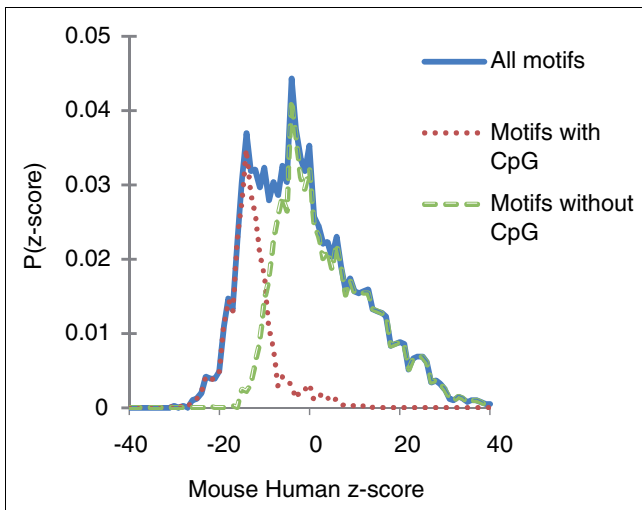 0.05
0.04
0.03
0.02
0.01
0
P(z-score)
-40
-20
0
20
40
Mouse Human z-score
All motifs
Motifs with
CpG
Motifs without
CpG